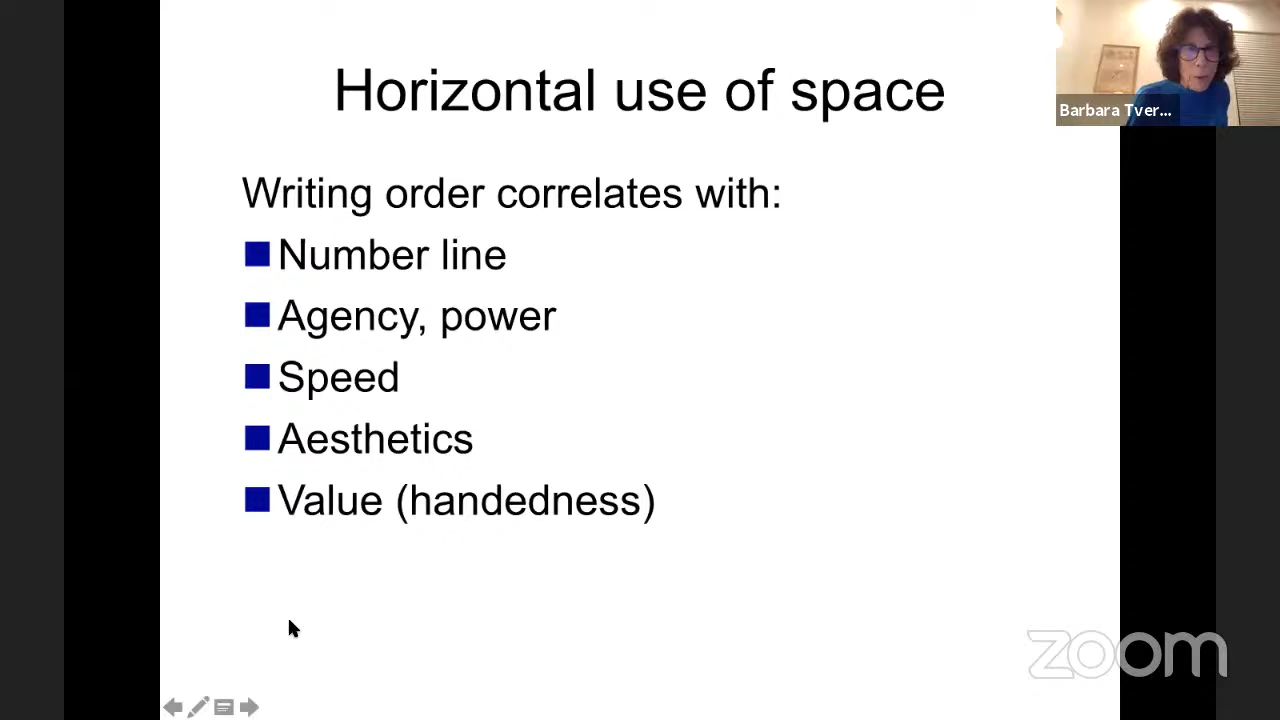 Horizontal use of space
Barbara Tver...
Writing order correlates with:
Number line
Agency, power
Speed
Aesthetics
Value (handedness)
zoom